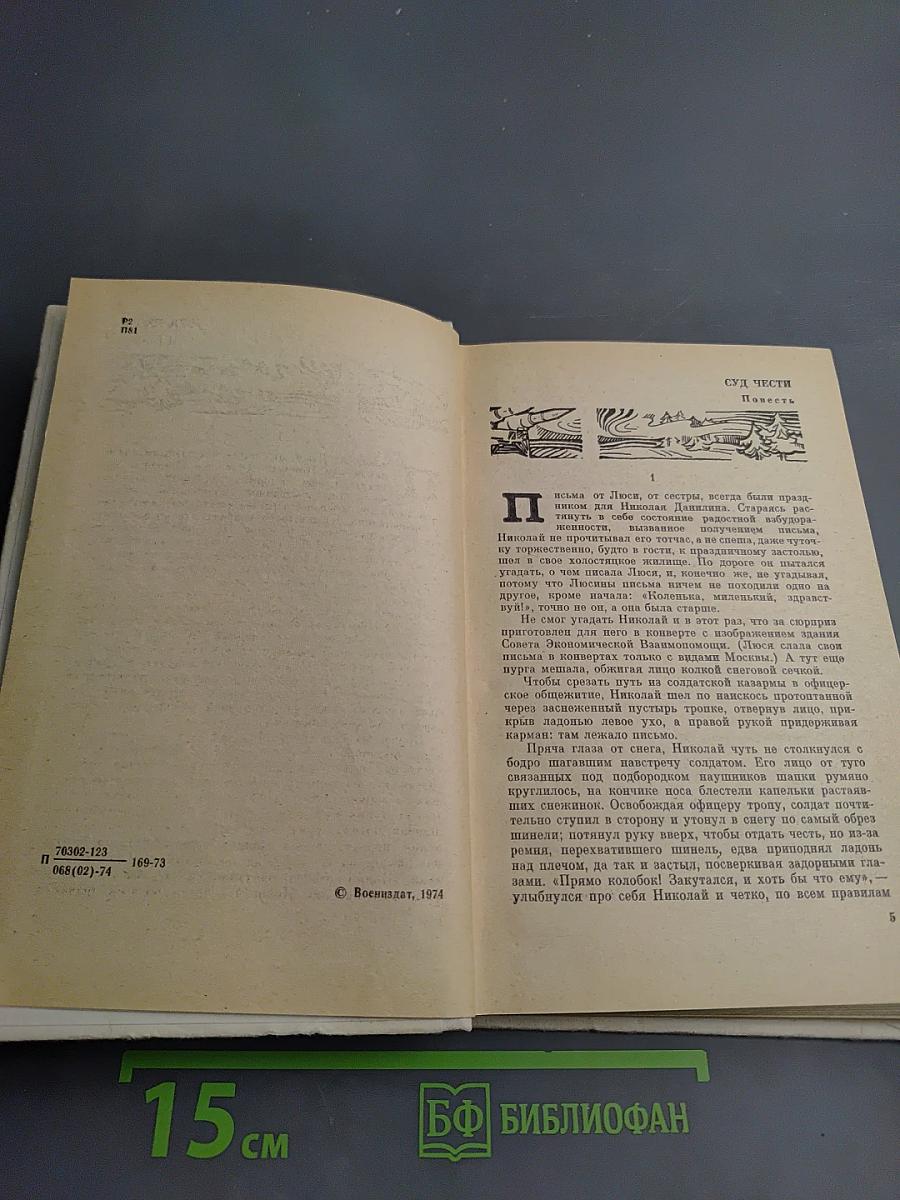 Р2
П81
П 70302-123
068(02)-74 169-73
© Воениздат, 1974
СУД ЧЕСТИ
Повесть
1
Письма от Люси, от сестры, всегда были празд-
ником для Николая Данилина. Стараясь рас-
тянуть в себе состояние радостной взбудора-
женности, вызванное получением письма,
Николай не прочитывал его тотчас, а не спеша, даже чуточ-
ку торжественно, будто в гости, к праздничному застолью,
шел в свое холостяцкое жилище. По дороге он пытался
угадать, о чем писала Люся, и, конечно же, не угадывал,
потому что Люсины письма ничем не походили одно на
другое, кроме начала: «Коленька, миленький, здравст-
вуй!», точно не он, а она была старше.
Не смог угадать Николай и в этот раз, что за сюрприз
приготовлен для него в конверте с изображением здания
Совета Экономической Взаимопомощи. (Люся слала свои
письма в конвертах только с видами Москвы.) А тут еще
пурга мешала, обжигая лицо колкой снеговой сечкой.
Чтобы срезать путь из солдатской казармы в офицер-
ское общежитие, Николай шел по наискось протоптанной
через заснеженный пустырь тропке, отвернув лицо, при-
крыв ладонью левое ухо, а правой рукой придерживая
карман: там лежало письмо.
Пряча глаза от снега, Николай чуть не столкнулся с
бодро шагавшим навстречу солдатом. Его лицо от туго
связанных под подбородком наушников шапки румяно
круглилось, на кончике носа блестели капельки растаяв-
ших снежинок. Освобождая офицеру тропу, солдат почти-
тельно ступил в сторону и утонул в снегу по самый обрез
шинели; потянул руку вверх, чтобы отдать честь, но из-за
ремня, перехватившего шинель, едва приподнял ладонь
над плечом, да так и застыл, посверкивая задорными гла-
зами. «Прямо колобок! Закутался, и хоть бы что ему», —
улыбнулся про себя Николай и четко, по всем правилам
5
15 см
БФ БИБЛИОФАН